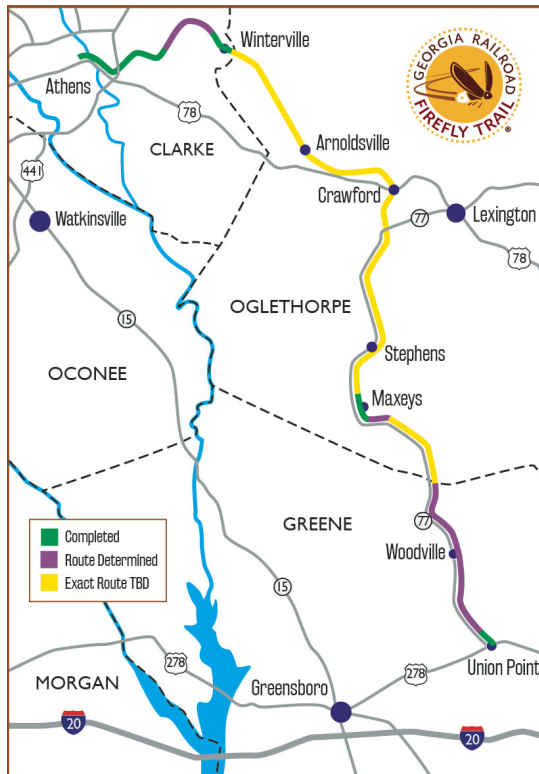 GEORGIA RAILROAD
FIREFLY TRAIL
®
Winterville
Athens
78
Arnoldsville
CLARKE
441
Crawford
Watkinsville
77
Lexington
78
OGLETHORPE
15
Stephens
OCONEE
Maxeys
GREENE
77
Completed
Route Determined
Exact Route TBD
Woodville
15
278
Union Point
278
MORGAN
Greensboro
20
20